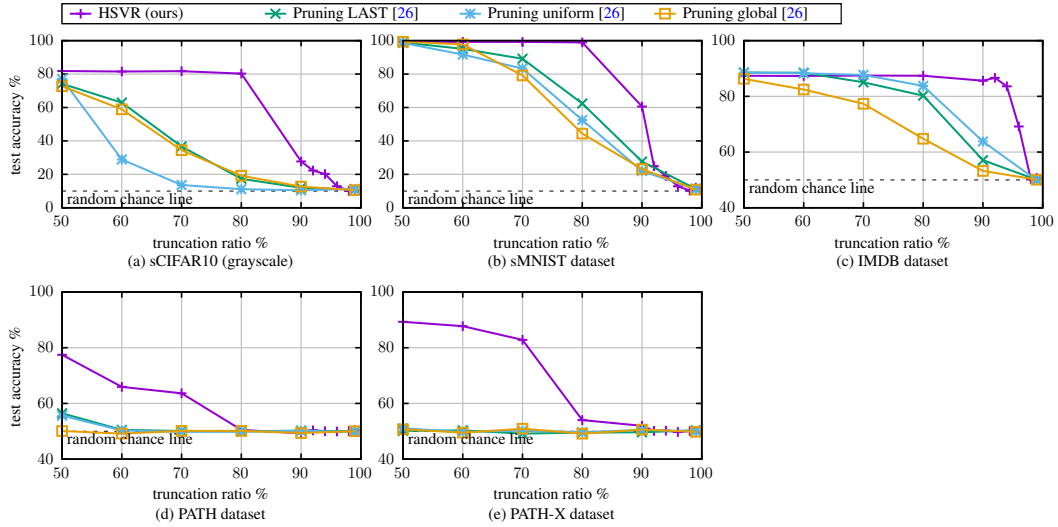 HSVR (ours) Pruning LAST [26] Pruning uniform [26] Pruning global [26]
100
80
60
40
20
0
50 60 70 80 90 100
test accuracy %
random chance line
truncation ratio %
(a) sCIFAR10 (grayscale)
100
80
60
40
20
0
50 60 70 80 90 100
random chance line
truncation ratio %
(b) sMNIST dataset
100
80
60
40
50 60 70 80 90 100
random chance line
truncation ratio %
(c) IMDB dataset
100
80
60
40
50 60 70 80 90 100
test accuracy %
random chance line
truncation ratio %
(d) PATH dataset
100
80
60
40
50 60 70 80 90 100
random chance line
truncation ratio %
(e) PATH-X dataset